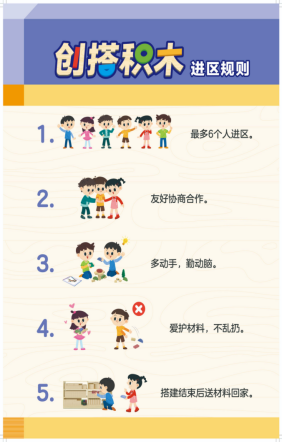 创搭积木 进区规则
1. 最多6个人进区。
2. 友好协商合作。
3. 多动手，勤动脑。
4. 爱护材料，不乱扔。
5. 搭建结束后送材料回家。